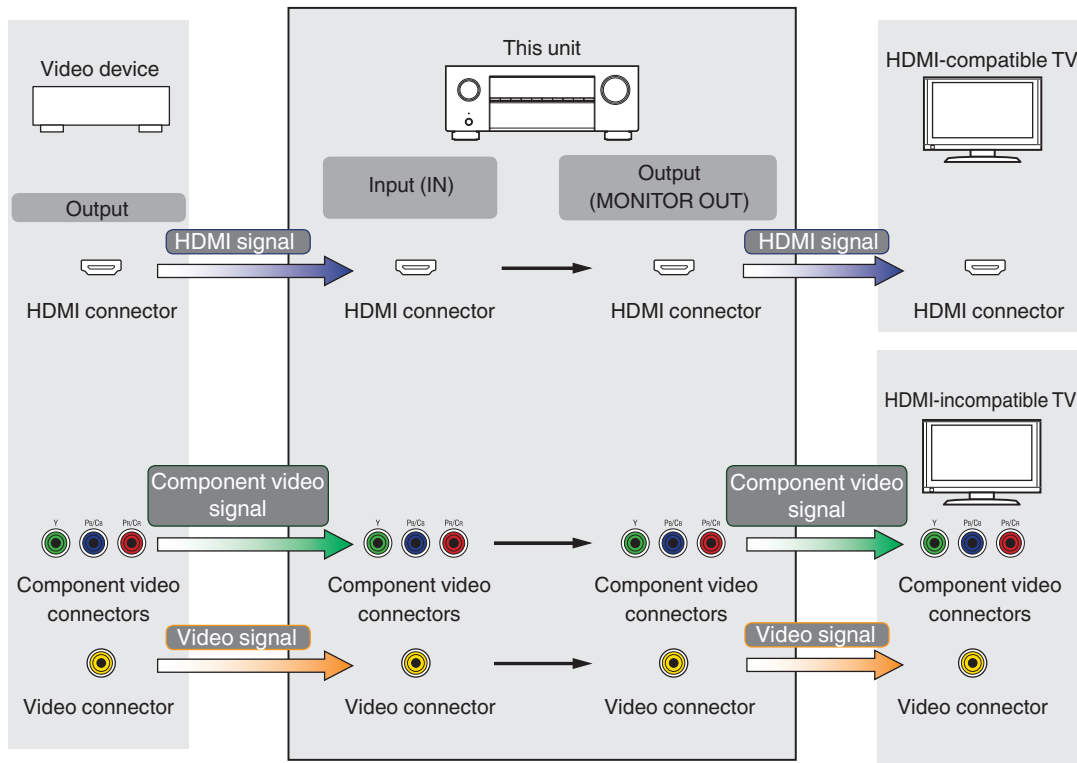 This unit
Video device
HDMI-compatible TV
Input (IN)
Output
(MONITOR OUT)
Output
HDMI signal
HDMI signal
HDMI connector
HDMI connector
HDMI connector
HDMI connector
HDMI-incompatible TV
Component video
signal
Component video
signal
Y PB/CB PR/CR
Y PB/CB PR/CR
Y PB/CB PR/CR
Y PB/CB PR/CR
Component video
connectors
Component video
connectors
Component video
connectors
Component video
connectors
Video signal
Video signal
Video connector
Video connector
Video connector
Video connector